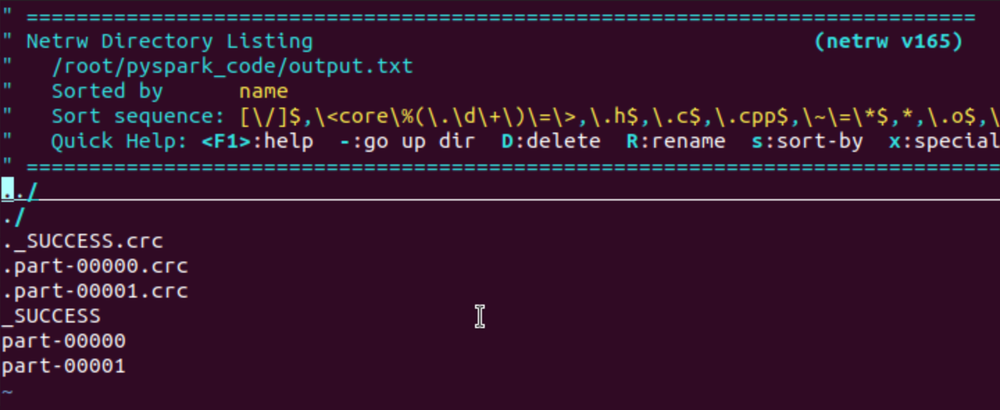 " ============================================================================
" Netrw Directory Listing                                        (netrw v165)
"   /root/pyspark_code/output.txt
"   Sorted by      name
"   Sort sequence: [\/]$,\<core\%(\.\d\+\)\=\>,\.h$,\.c$,\.cpp$,\~\=\*$,*,\.o$,\
"   Quick Help: <F1>:help  -:go up dir  D:delete  R:rename  s:sort-by  x:special
" ==============================================================================
../
./
._SUCCESS.crc
.part-00000.crc
.part-00001.crc
_SUCCESS
part-00000
part-00001
~